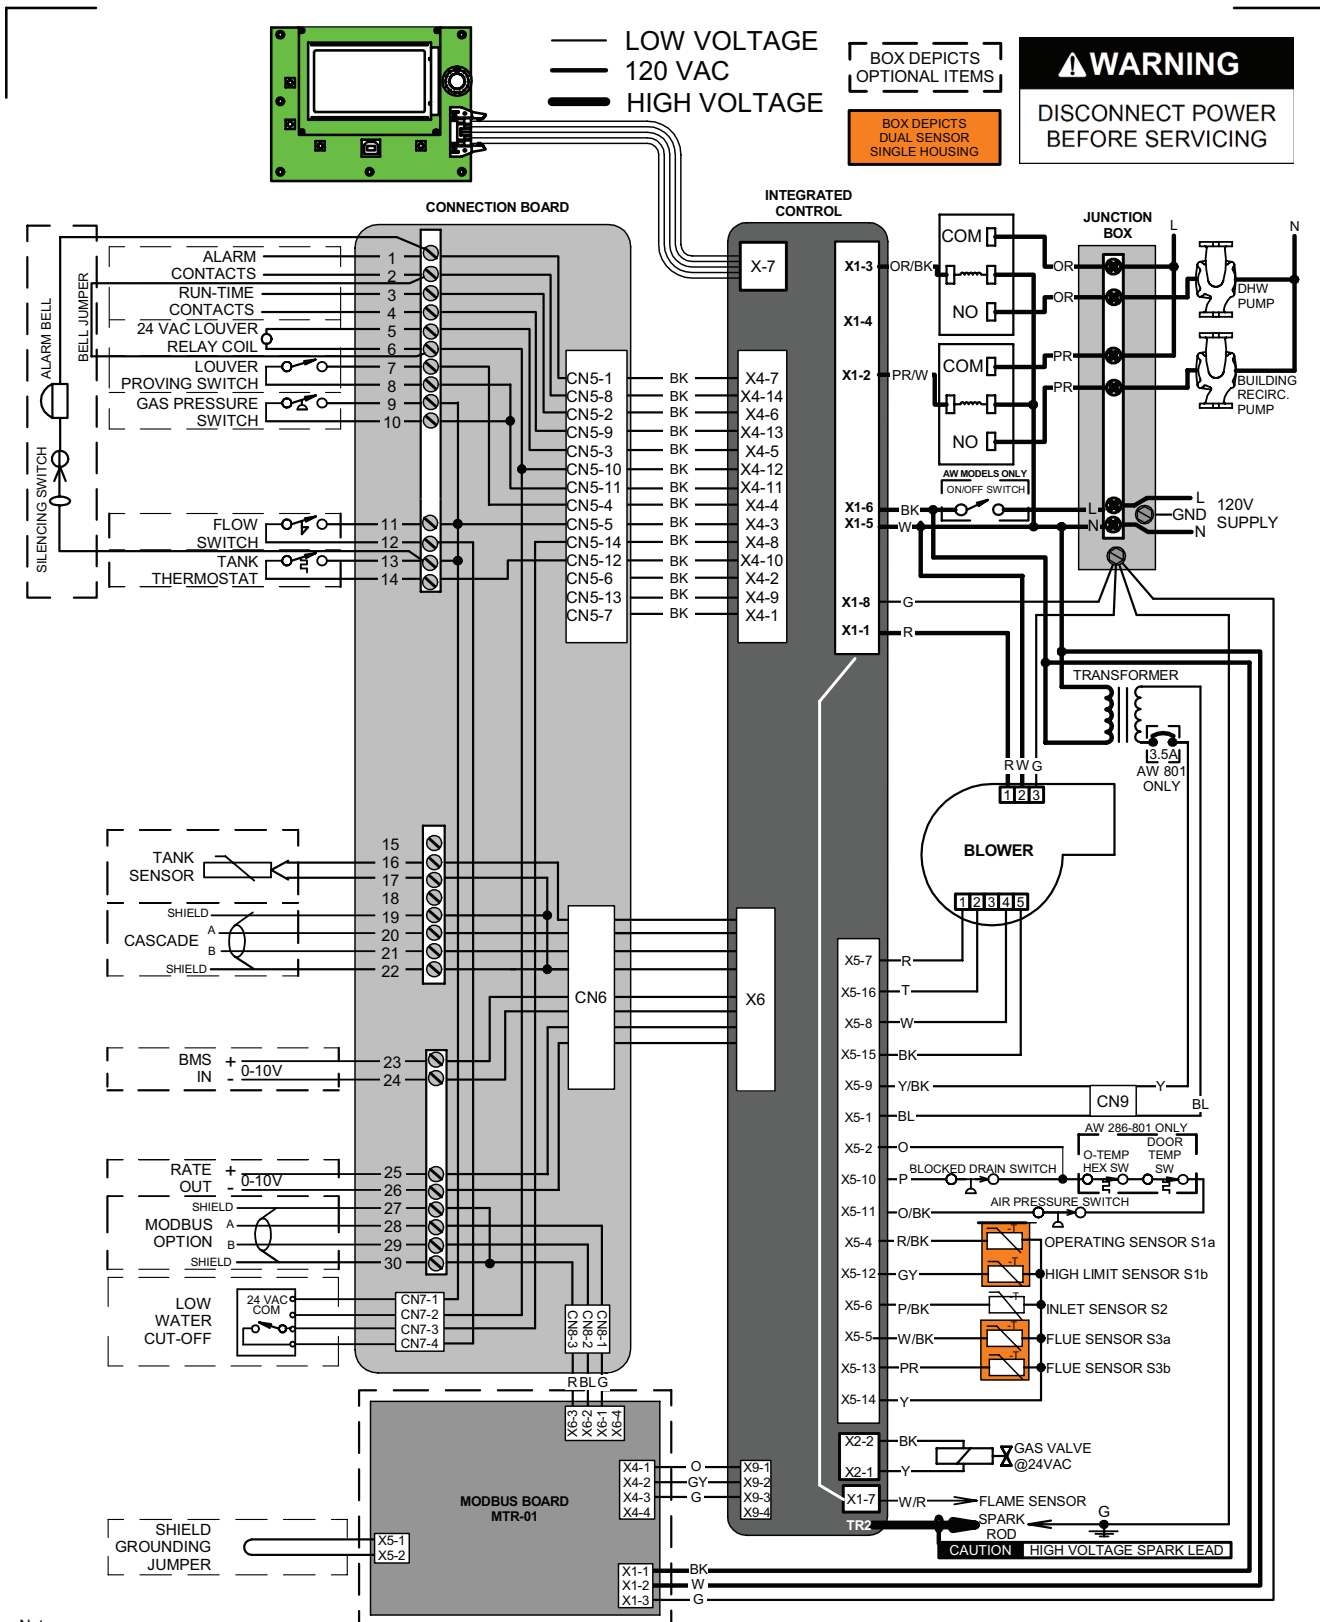 LOW VOLTAGE
120 VAC
HIGH VOLTAGE
BOX DEPICTS
OPTIONAL ITEMS
BOX DEPICTS
DUAL SENSOR
SINGLE HOUSING
WARNING
DISCONNECT POWER
BEFORE SERVICING
CONNECTION BOARD
INTEGRATED
CONTROL
JUNCTION
BOX
L
N
ALARM BELL
SILENCING SWITCH
BELL JUMPER
ALARM 1
CONTACTS 2
RUN-TIME 3
CONTACTS 4
24 VAC LOUVER 5
RELAY COIL 6
LOUVER 7
PROVING SWITCH 8
GAS PRESSURE 9
SWITCH 10
FLOW 11
SWITCH 12
TANK 13
THERMOSTAT 14
CN5-1 BK X4-7
CN5-8 BK X4-14
CN5-2 BK X4-6
CN5-9 BK X4-13
CN5-3 BK X4-5
CN5-10 BK X4-12
CN5-11 BK X4-11
CN5-4 BK X4-4
CN5-5 BK X4-3
CN5-14 BK X4-8
CN5-12 BK X4-10
CN5-6 BK X4-2
CN5-13 BK X4-9
CN5-7 BK X4-1
X-7
X1-3 OR/BK
X1-4
X1-2 PR/W
X1-6 BK
X1-5 W
X1-8 G
X1-1 R
COM
NO
OR
OR
COM
NO
PR
PR
DHW
PUMP
BUILDING
RECIRC.
PUMP
AW MODELS ONLY
ON/OFF SWITCH
L
N
L
GND
N
120V
SUPPLY
TRANSFORMER
3.5A
AW 801
ONLY
R W G
1 2 3
BLOWER
1 2 3 4 5
15
TANK 16
SENSOR 17
18
SHIELD 19
CASCADE A 20
B 21
SHIELD 22
CN6
X6
BMS + 23
IN - 0-10V 24
RATE + 25
OUT - 0-10V 26
SHIELD 27
MODBUS A 28
OPTION B 29
SHIELD 30
LOW
WATER
CUT-OFF
24 VAC
COM
CN7-1
CN7-2
CN7-3
CN7-4
CN8-3
CN8-2
CN8-1
R BL G
X6-3
X6-2
X6-1
X6-4
X5-7 R
X5-16 T
X5-8 W
X5-15 BK
X5-9 Y/BK
Y
CN9
X5-1 BL
BL
X5-2 O
AW 286-801 ONLY
O-TEMP
HEX SW
DOOR
TEMP
SW
X5-10 P BLOCKED DRAIN SWITCH
X5-11 O/BK AIR PRESSURE SWITCH
X5-4 R/BK -T OPERATING SENSOR S1a
X5-12 GY -T HIGH LIMIT SENSOR S1b
X5-6 P/BK -T INLET SENSOR S2
X5-5 W/BK -T FLUE SENSOR S3a
X5-13 PR -T FLUE SENSOR S3b
X5-14 Y
X2-2 BK
X2-1 Y
GAS VALVE
@24VAC
X1-7 W/R FLAME SENSOR
TR2
SPARK
ROD
G
CAUTION HIGH VOLTAGE SPARK LEAD
MODBUS BOARD
MTR-01
X4-1 O X9-1
X4-2 GY X9-2
X4-3 G X9-3
X4-4 X9-4
SHIELD
GROUNDING
JUMPER
X5-1
X5-2
X1-1 BK
X1-2 W
X1-3 G